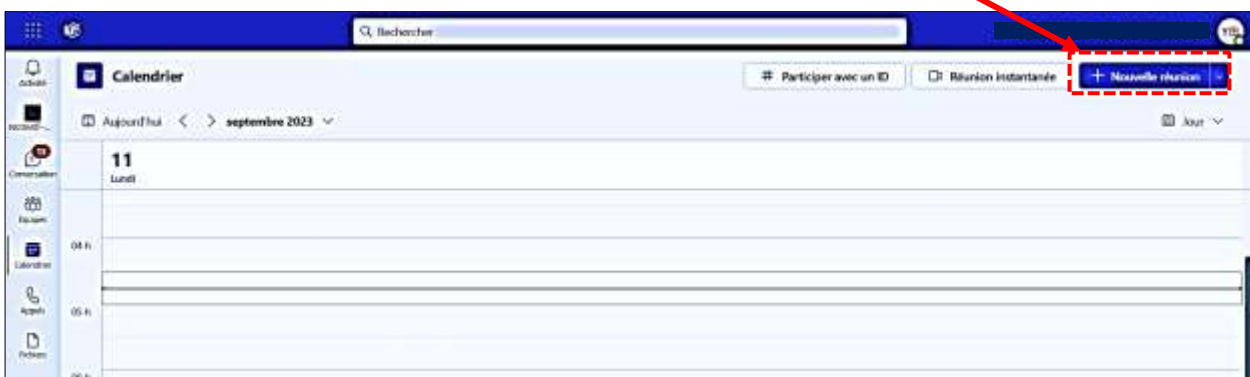 Rechercher
Activité
Calendrier
# Participer avec un ID
Réunion instantanée
+ Nouvelle réunion
Aujourd'hui < > septembre 2023
Jour
11
Lundi
Conversation
Équipes
Calendrier
Appels
Fichiers
04 h
05 h